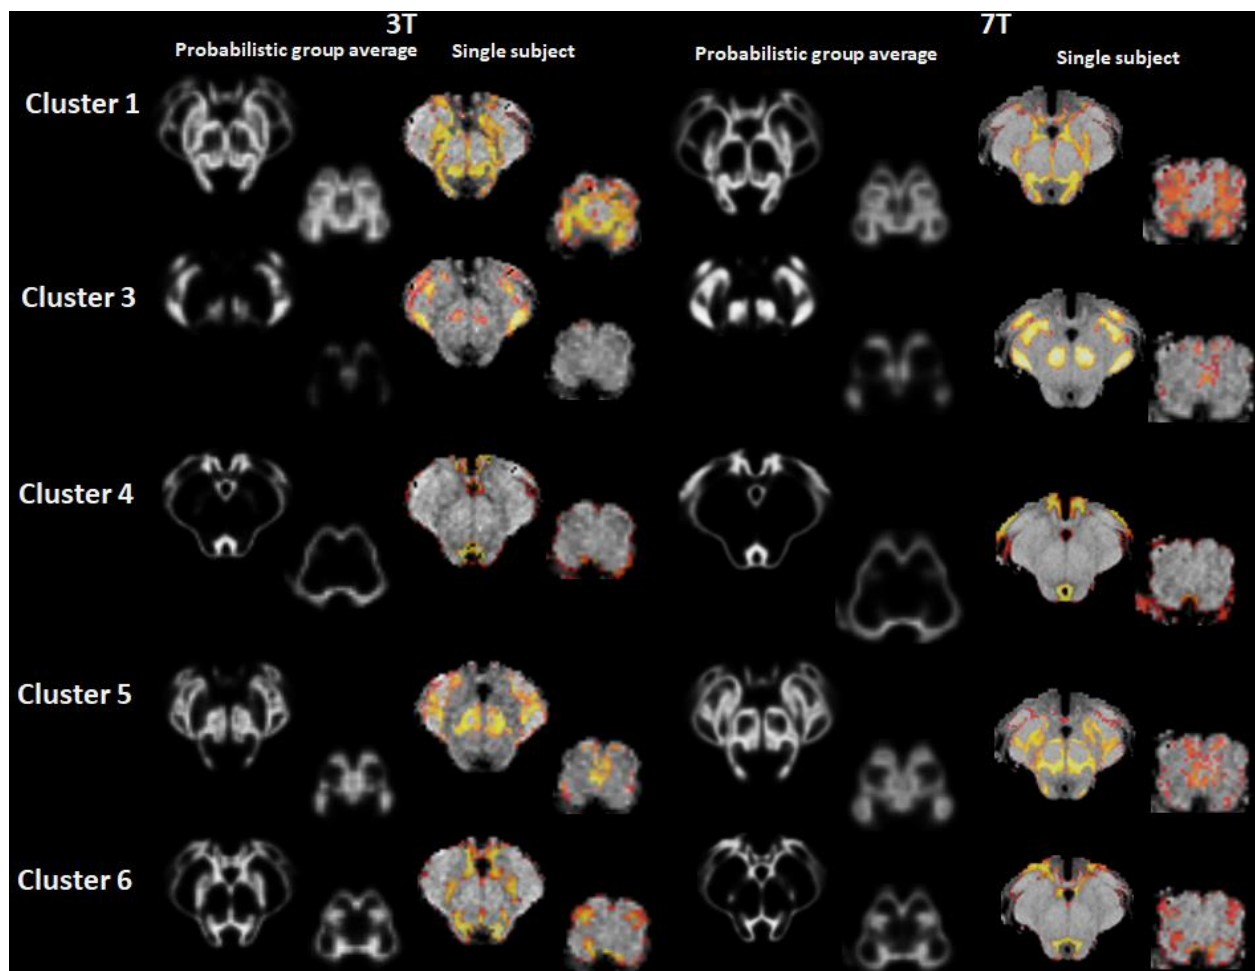 3T 7T
Probabilistic group average Single subject Probabilistic group average Single subject
Cluster 1
Cluster 3
Cluster 4
Cluster 5
Cluster 6